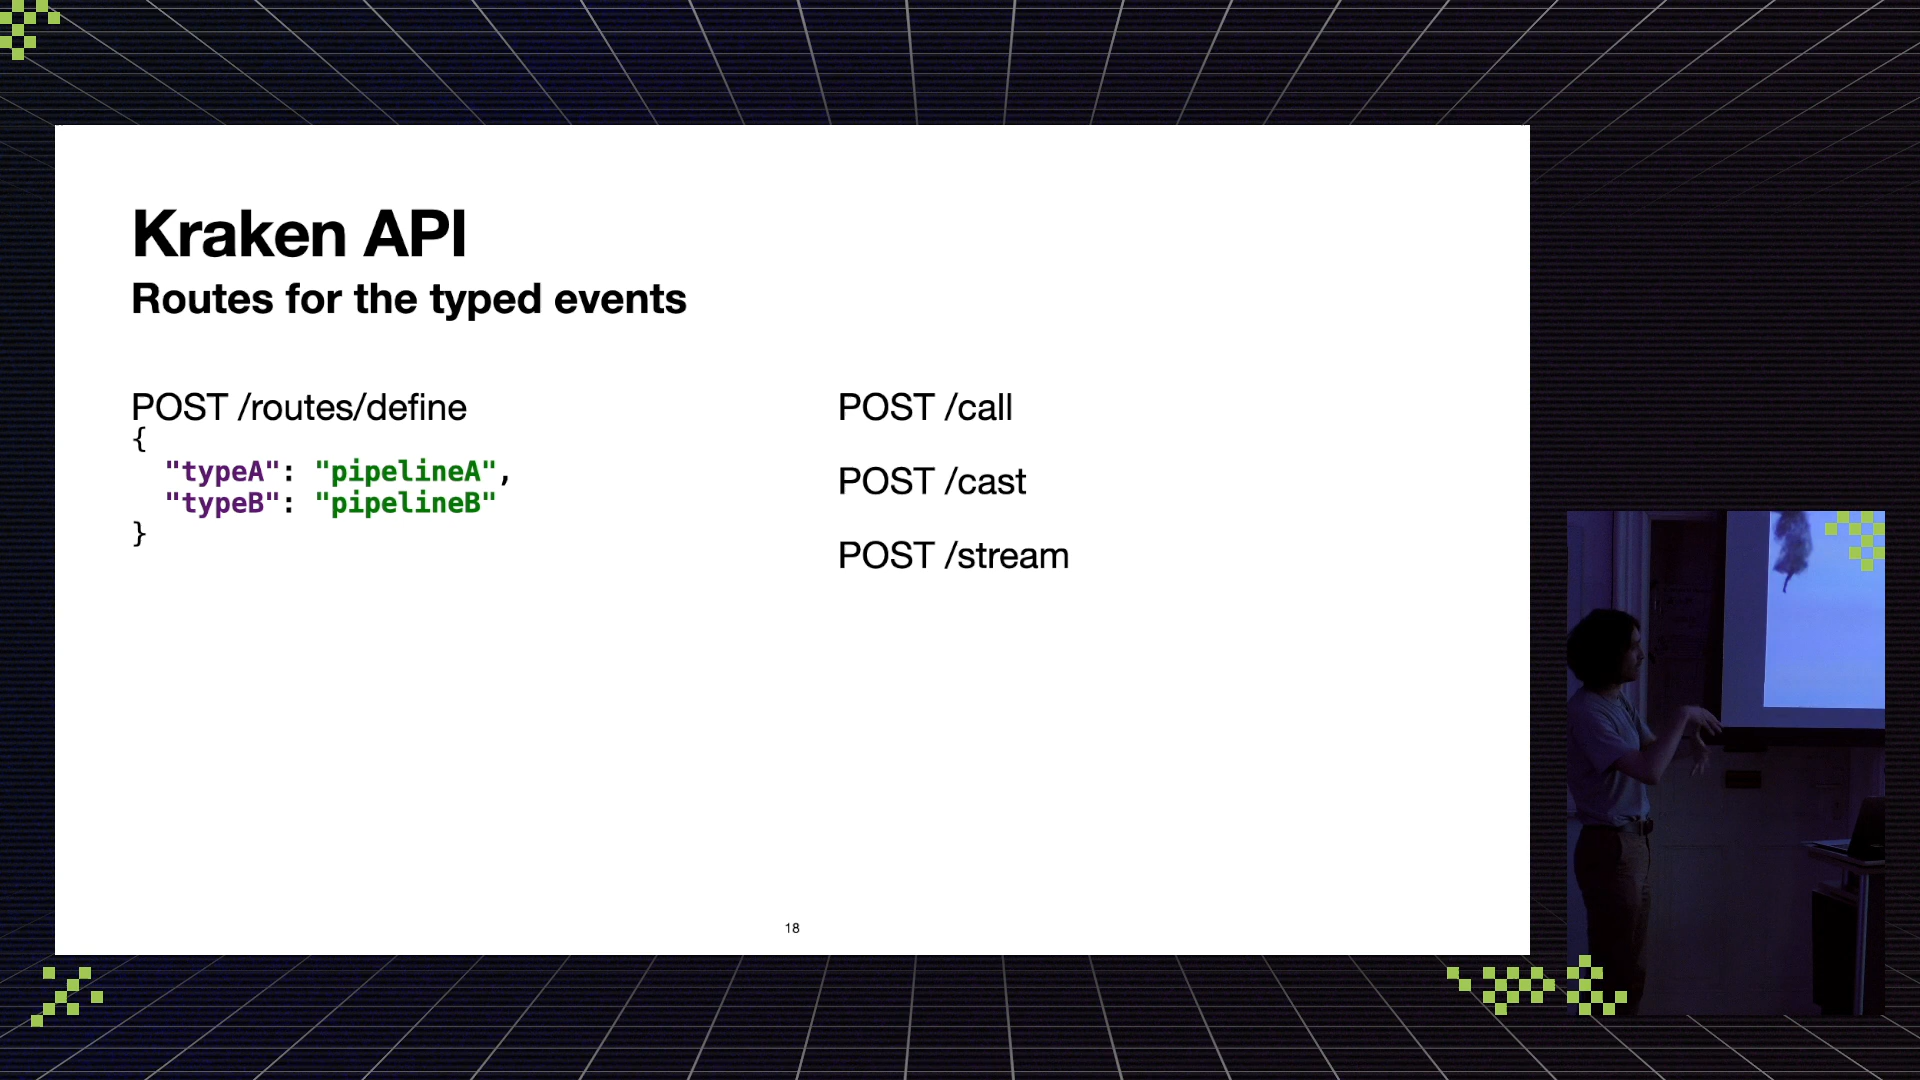 Kraken API
Routes for the typed events
POST /routes/define
{
"typeA": "pipelineA",
"typeB": "pipelineB"
}
POST /call
POST /cast
POST /stream
18